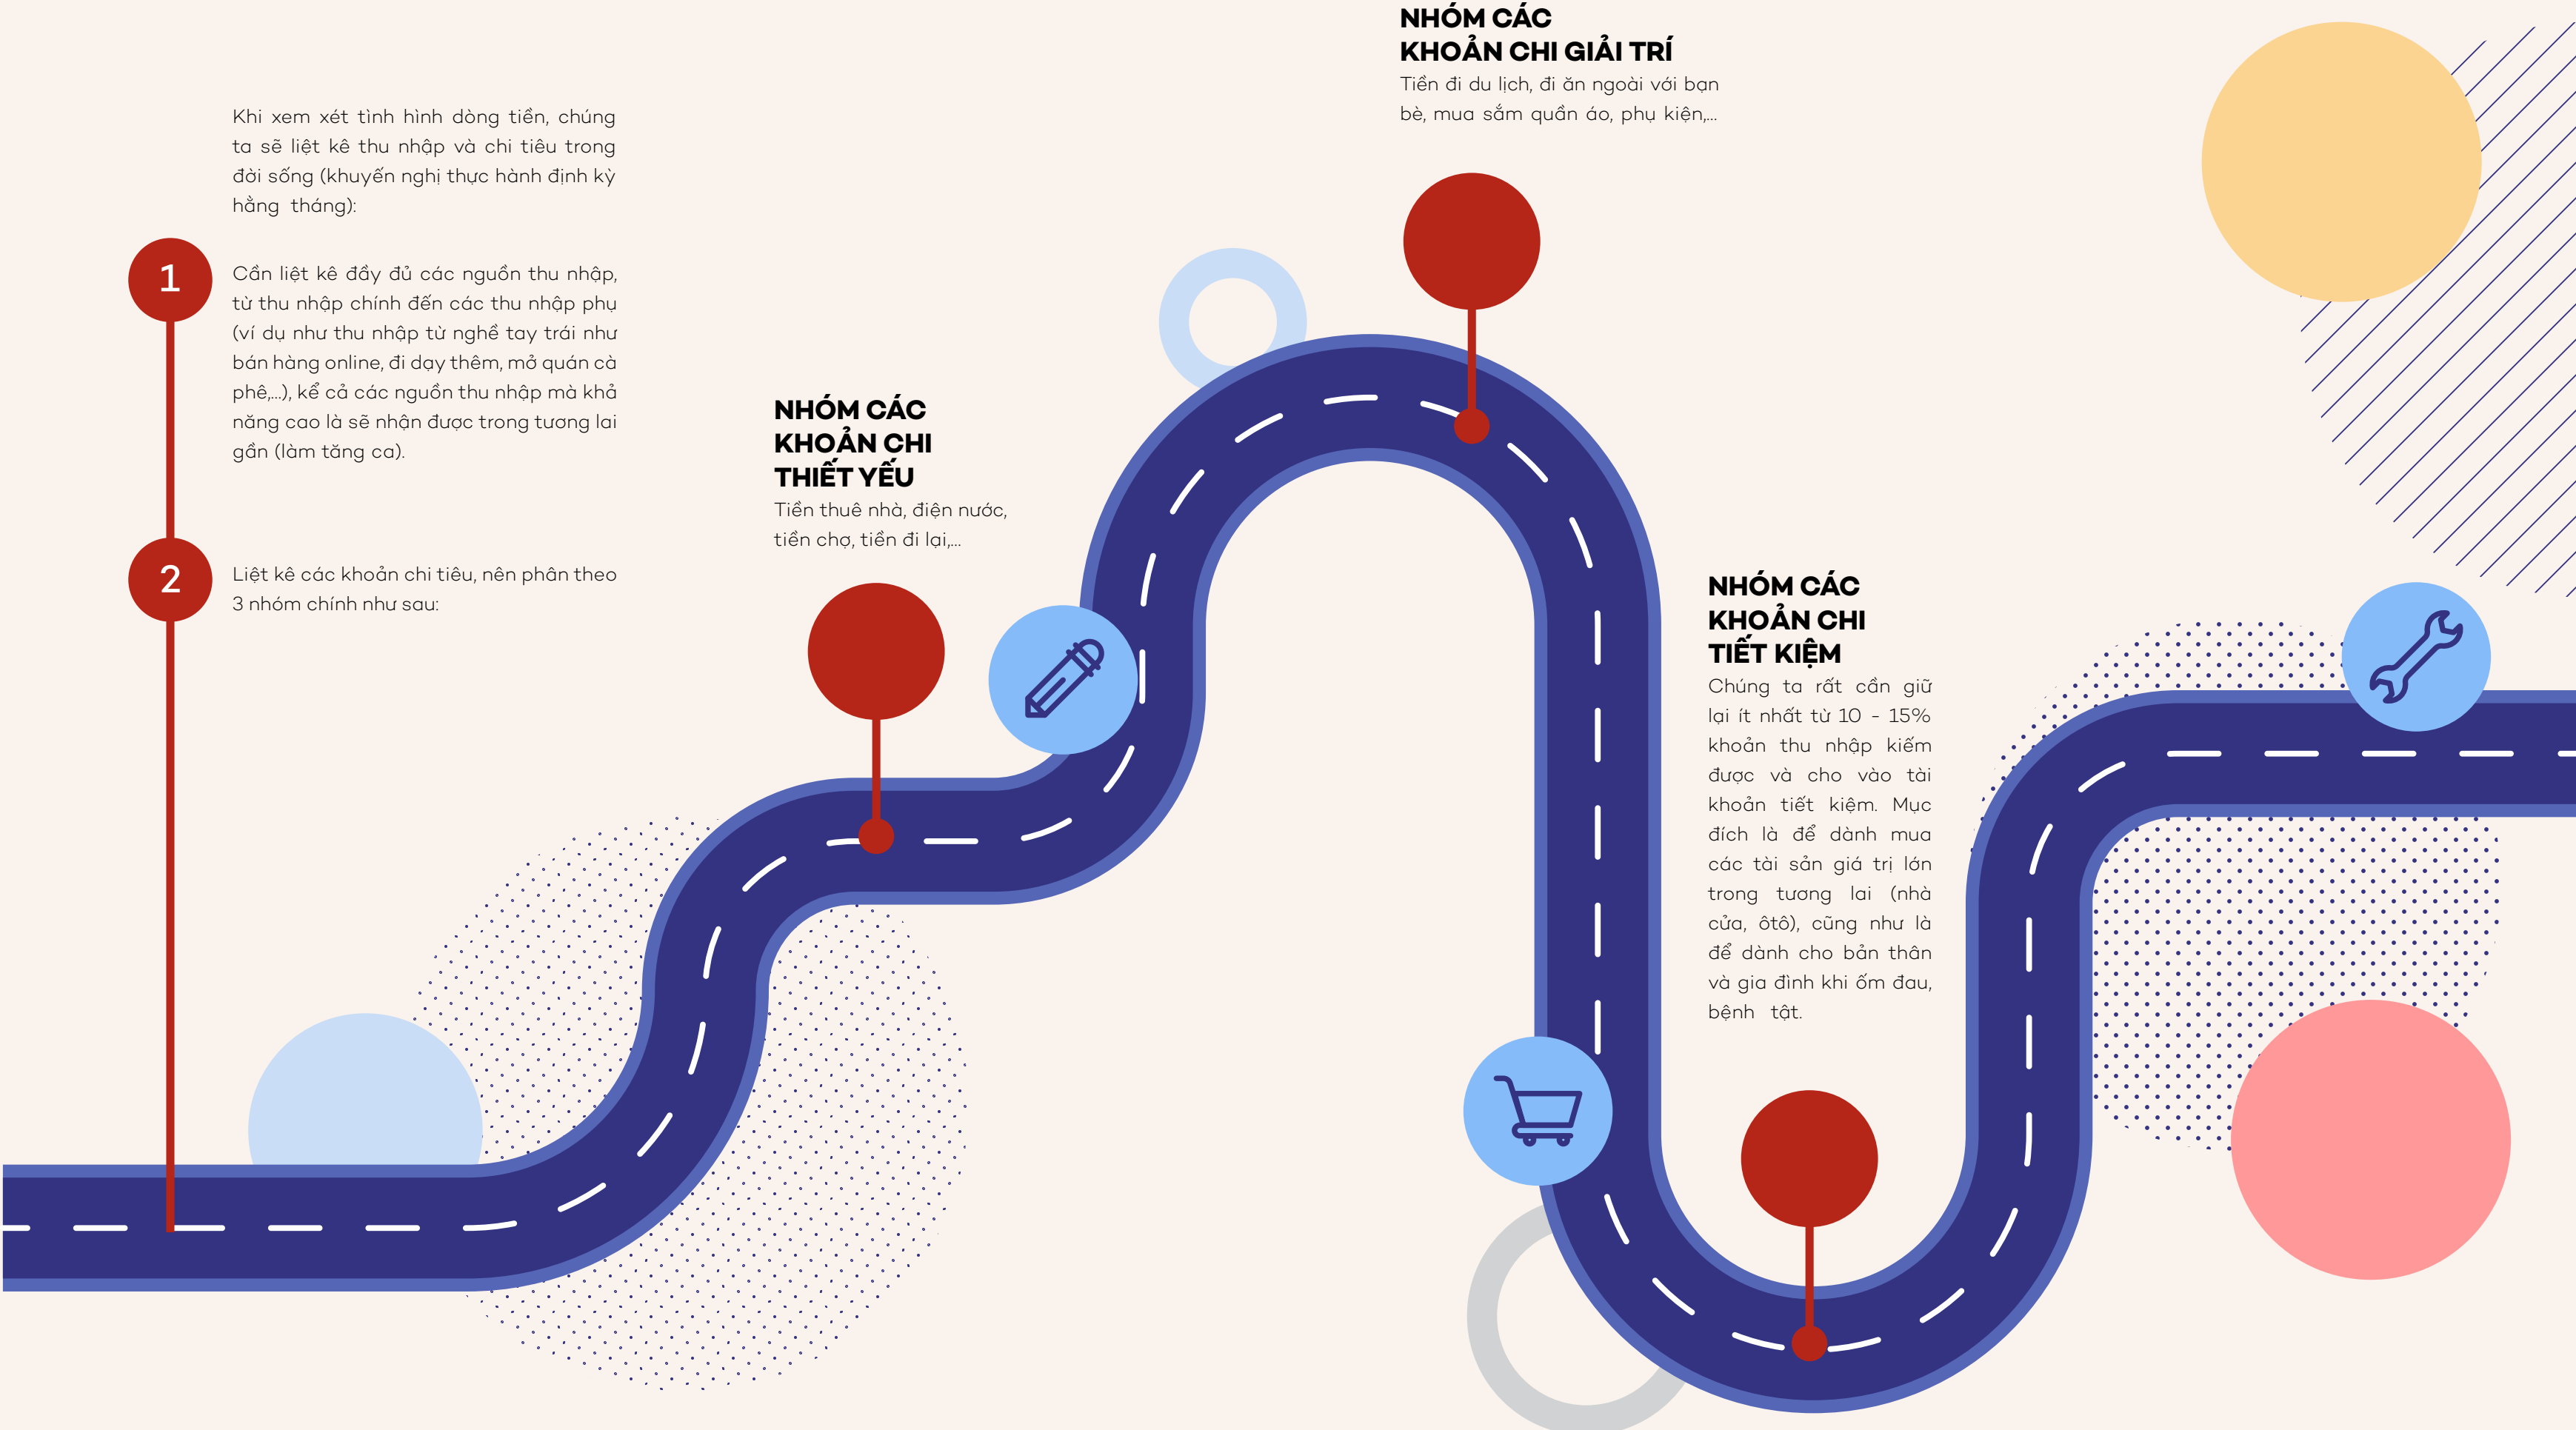 Khi xem xét tình hình dòng tiền, chúng
ta sẽ liệt kê thu nhập và chi tiêu trong
đời sống (khuyến nghị thực hành định kỳ
hằng tháng):
1
Cần liệt kê đầy đủ các nguồn thu nhập,
từ thu nhập chính đến các thu nhập phụ
(ví dụ như thu nhập từ nghề tay trái như
bán hàng online, đi dạy thêm, mở quán cà
phê,...), kể cả các nguồn thu nhập mà khả
năng cao là sẽ nhận được trong tương lai
gần (làm tăng ca).
2
Liệt kê các khoản chi tiêu, nên phân theo
3 nhóm chính như sau:
NHÓM CÁC
KHOẢN CHI
THIẾT YẾU
Tiền thuê nhà, điện nước,
tiền chợ, tiền đi lại,...
NHÓM CÁC
KHOẢN CHI GIẢI TRÍ
Tiền đi du lịch, đi ăn ngoài với bạn
bè, mua sắm quần áo, phụ kiện,...
NHÓM CÁC
KHOẢN CHI
TIẾT KIỆM
Chúng ta rất cần giữ
lại ít nhất từ 10 - 15%
khoản thu nhập kiếm
được và cho vào tài
khoản tiết kiệm. Mục
đích là để dành mua
các tài sản giá trị lớn
trong tương lai (nhà
cửa, ôtô), cũng như là
để dành cho bản thân
và gia đình khi ốm đau,
bệnh tật.